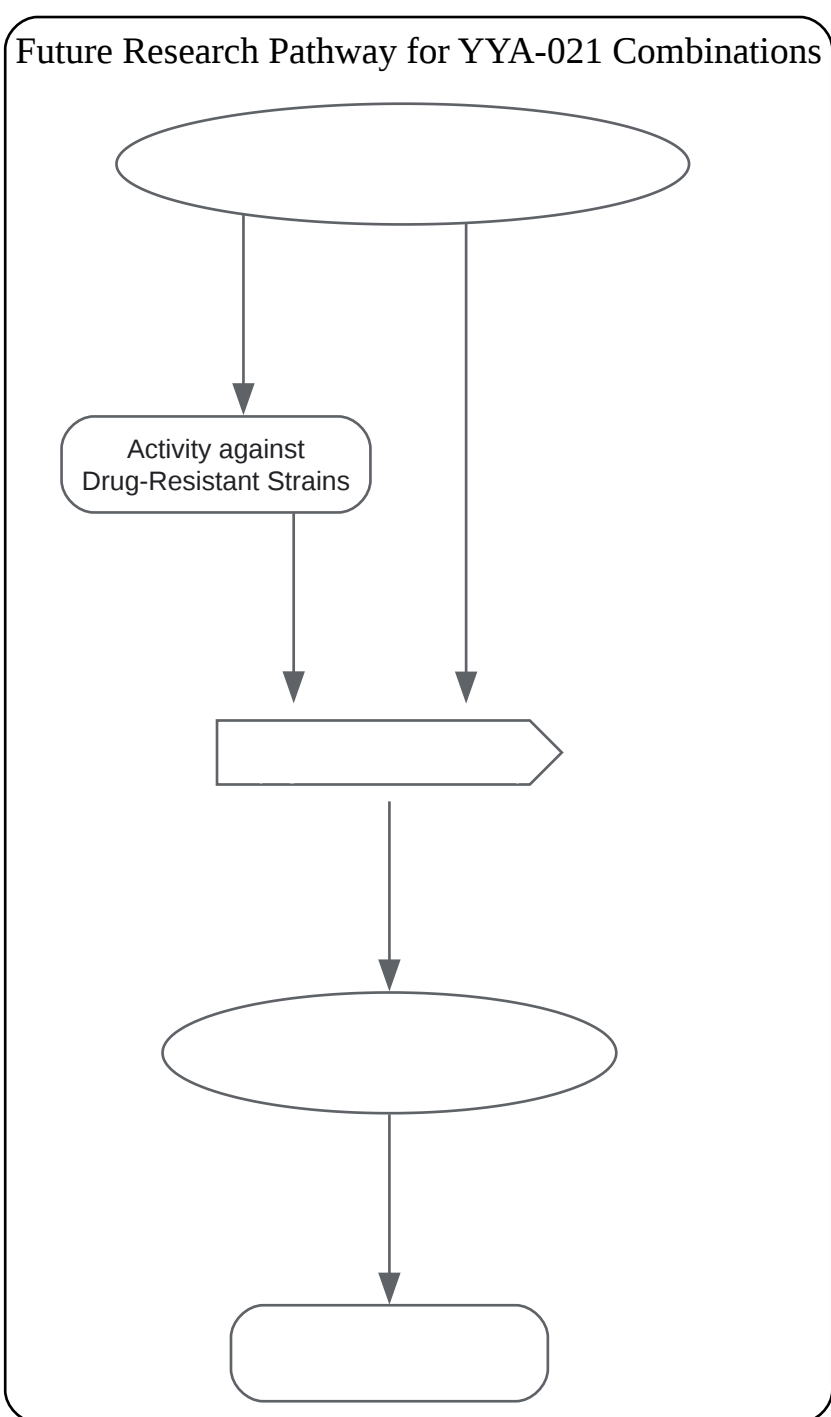 Future Research Pathway for YYA-021 Combinations
Activity against
Drug-Resistant Strains